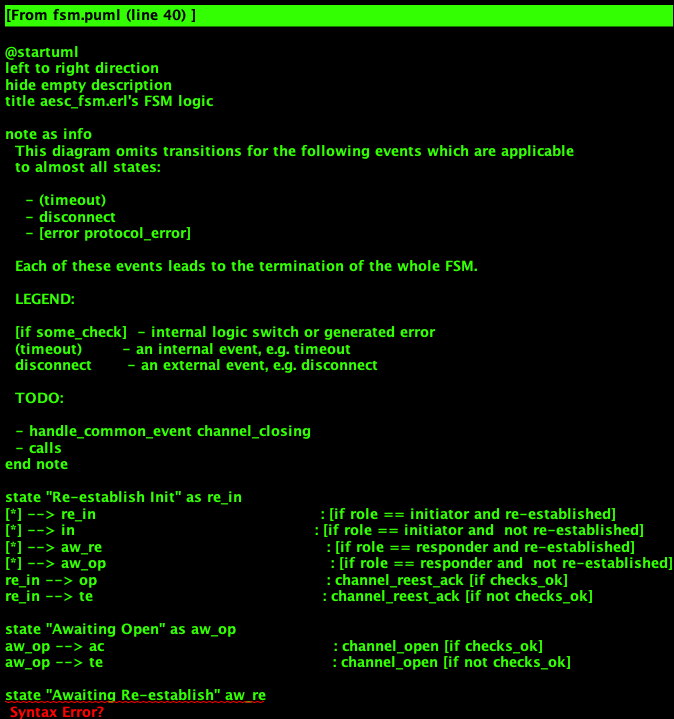 [From fsm.puml (line 40) ]
@startuml
left to right direction
hide empty description
title aesc_fsm.erl's FSM logic
note as info
This diagram omits transitions for the following events which are applicable
to almost all states:
- (timeout)
- disconnect
- [error protocol_error]
Each of these events leads to the termination of the whole FSM.
LEGEND:
[if some_check] - internal logic switch or generated error
(timeout) - an internal event, e.g. timeout
disconnect - an external event, e.g. disconnect
TODO:
- handle_common_event channel_closing
- calls
end note
state "Re-establish Init" as re_in
[*] --> re_in : [if role == initiator and re-established]
[*] --> in : [if role == initiator and  not re-established]
[*] --> aw_re : [if role == responder and re-established]
[*] --> aw_op : [if role == responder and  not re-established]
re_in --> op : channel_reest_ack [if checks_ok]
re_in --> te : channel_reest_ack [if not checks_ok]
state "Awaiting Open" as aw_op
aw_op --> ac : channel_open [if checks_ok]
aw_op --> te : channel_open [if not checks_ok]
state "Awaiting Re-establish" aw_re
Syntax Error?